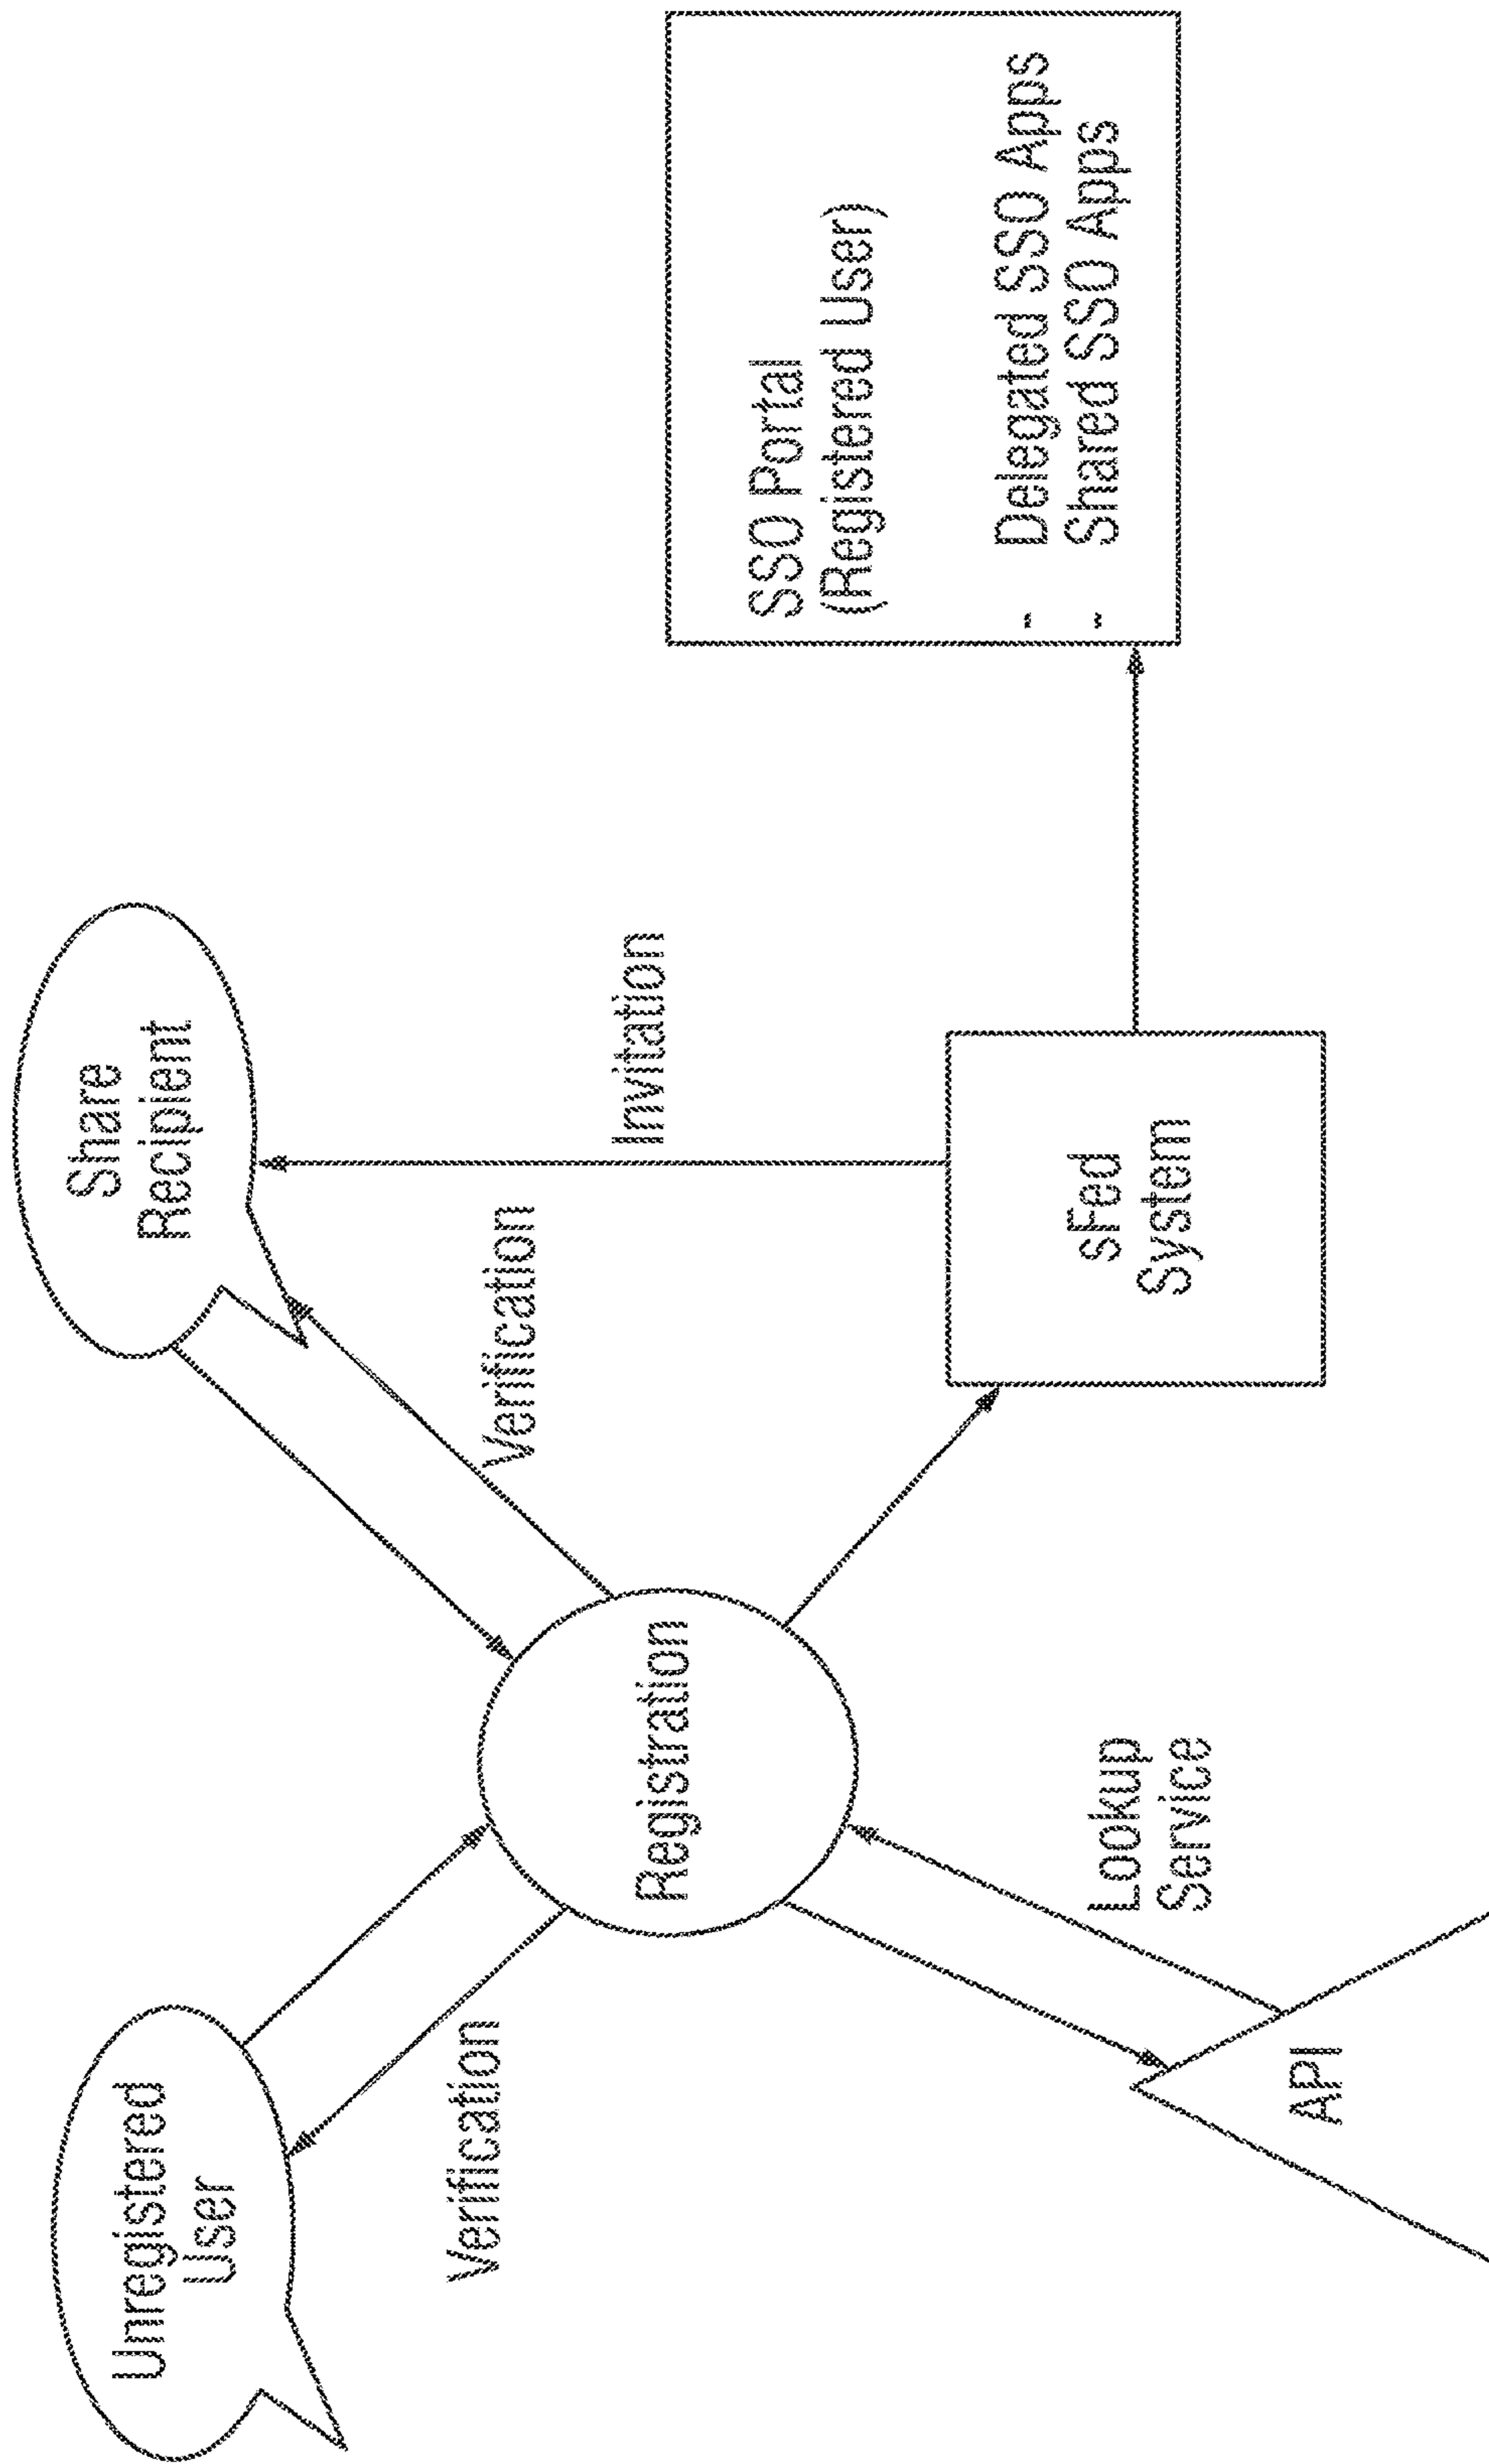 Unregistered
User
Share
Recipient
Verification
Verification
Invitation
Registration
SSO Portal
(Registered User)
- Delegated SSO Apps
- Shared SSO Apps
sFed
System
Lookup
Service
API